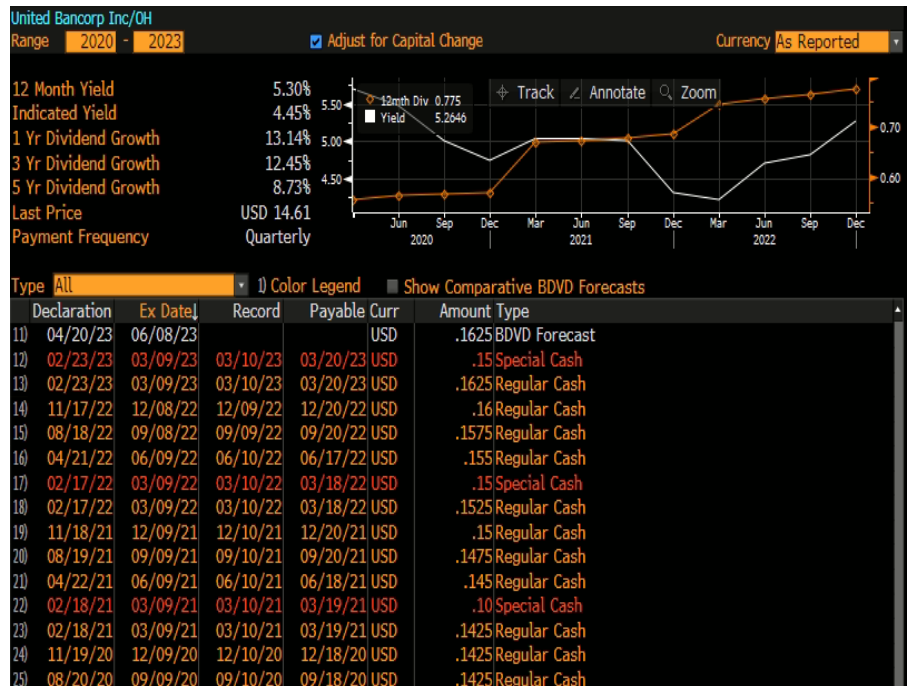 United Bancorp Inc/OH
Range 2020 - 2023 Adjust for Capital Change Currency As Reported
12 Month Yield 5.30%
Indicated Yield 4.45%
1 Yr Dividend Growth 13.14%
3 Yr Dividend Growth 12.45%
5 Yr Dividend Growth 8.73%
Last Price USD 14.61
Payment Frequency Quarterly
Track Annotate Zoom
12mth Div 0.775
Yield 5.2646
5.50
5.00
4.50
0.70
0.60
Jun Sep Dec Mar Jun Sep Dec Mar Jun Sep Dec
2020 2021 2022
Type All 1) Color Legend Show Comparative BDVD Forecasts
Declaration Ex Date↓ Record Payable Curr Amount Type
11) 04/20/23 06/08/23 USD .1625 BDVD Forecast
12) 02/23/23 03/09/23 03/10/23 03/20/23 USD .15 Special Cash
13) 02/23/23 03/09/23 03/10/23 03/20/23 USD .1625 Regular Cash
14) 11/17/22 12/08/22 12/09/22 12/20/22 USD .16 Regular Cash
15) 08/18/22 09/08/22 09/09/22 09/20/22 USD .1575 Regular Cash
16) 04/21/22 06/09/22 06/10/22 06/17/22 USD .155 Regular Cash
17) 02/17/22 03/09/22 03/10/22 03/18/22 USD .15 Special Cash
18) 02/17/22 03/09/22 03/10/22 03/18/22 USD .1525 Regular Cash
19) 11/18/21 12/09/21 12/10/21 12/20/21 USD .15 Regular Cash
20) 08/19/21 09/09/21 09/10/21 09/20/21 USD .1475 Regular Cash
21) 04/22/21 06/09/21 06/10/21 06/18/21 USD .145 Regular Cash
22) 02/18/21 03/09/21 03/10/21 03/19/21 USD .10 Special Cash
23) 02/18/21 03/09/21 03/10/21 03/19/21 USD .1425 Regular Cash
24) 11/19/20 12/09/20 12/10/20 12/18/20 USD .1425 Regular Cash
25) 08/20/20 09/09/20 09/10/20 09/18/20 USD .1425 Regular Cash